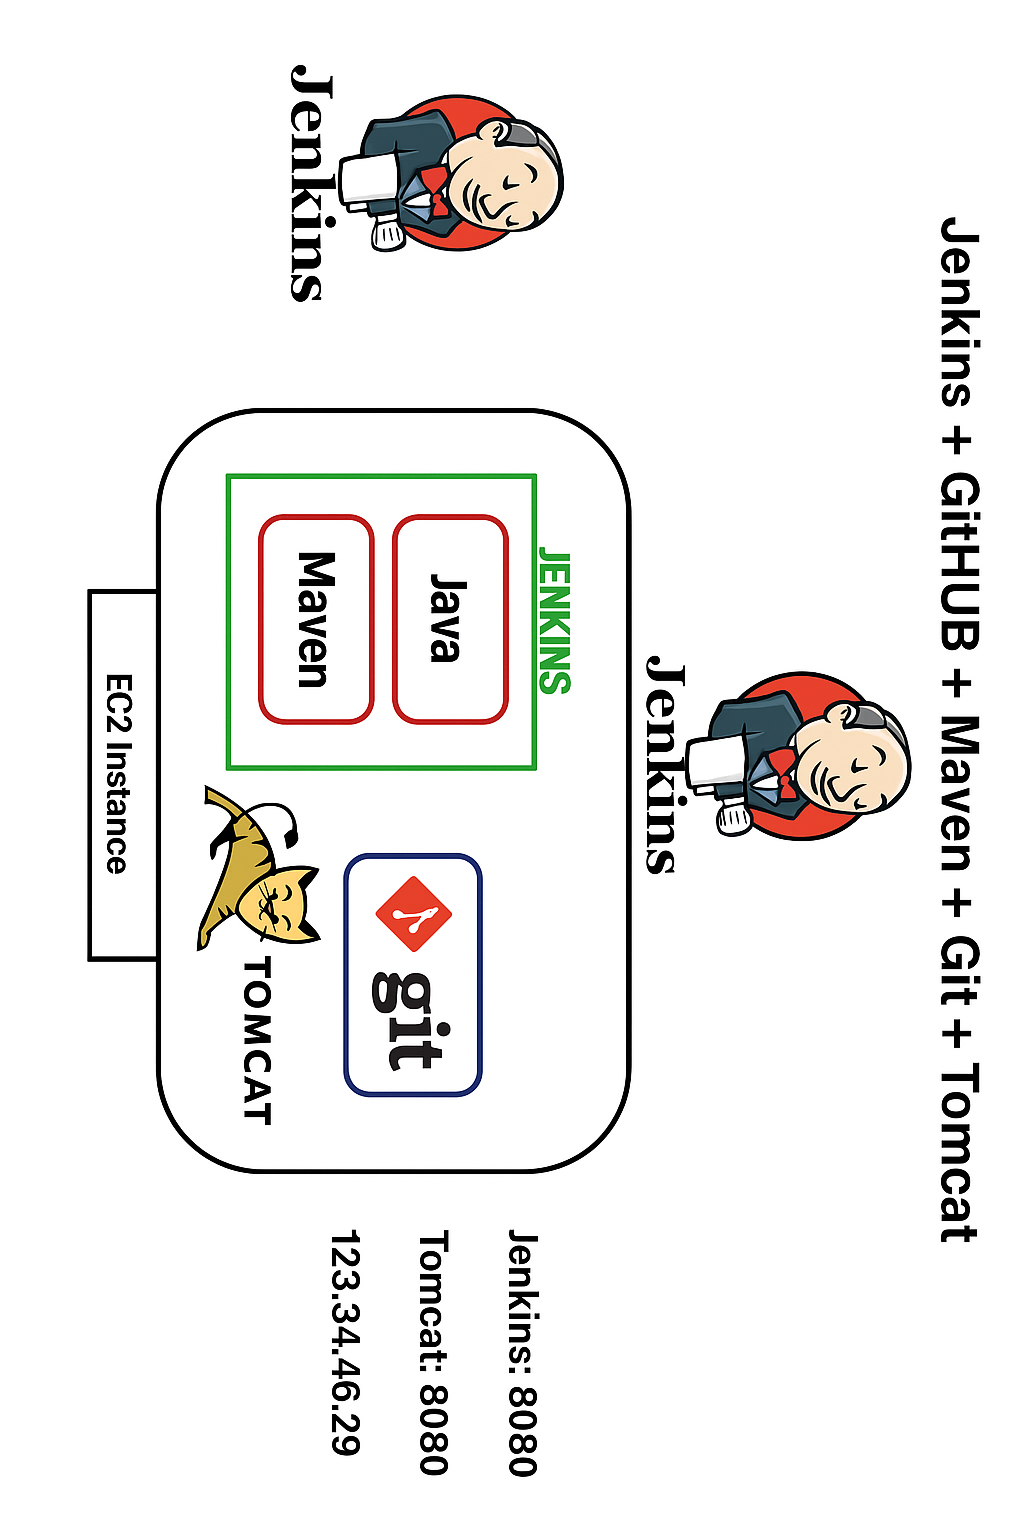 Jenkins + GitHUB + Maven + Git + Tomcat
Jenkins
Jenkins
JENKINS
Java
Maven
git
TOMCAT
EC2 Instance
Jenkins: 8080
Tomcat: 8080
123.34.46.29